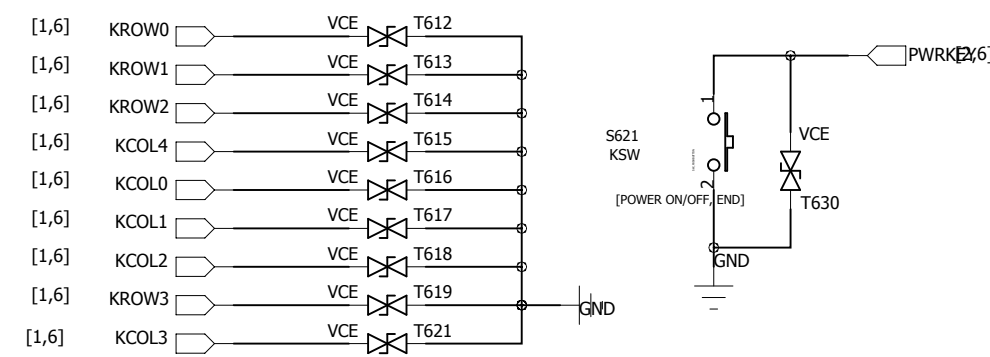 [1,6] KROW0 VCE T612
[1,6] KROW1 VCE T613
[1,6] KROW2 VCE T614
[1,6] KCOL4 VCE T615
[1,6] KCOL0 VCE T616
[1,6] KCOL1 VCE T617
[1,6] KCOL2 VCE T618
[1,6] KROW3 VCE T619
GND
[1,6] KCOL3 VCE T621
PWRKEY[2,6]
1
S621
KSW
VCE
2
[POWER ON/OFF, END]
T630
GND